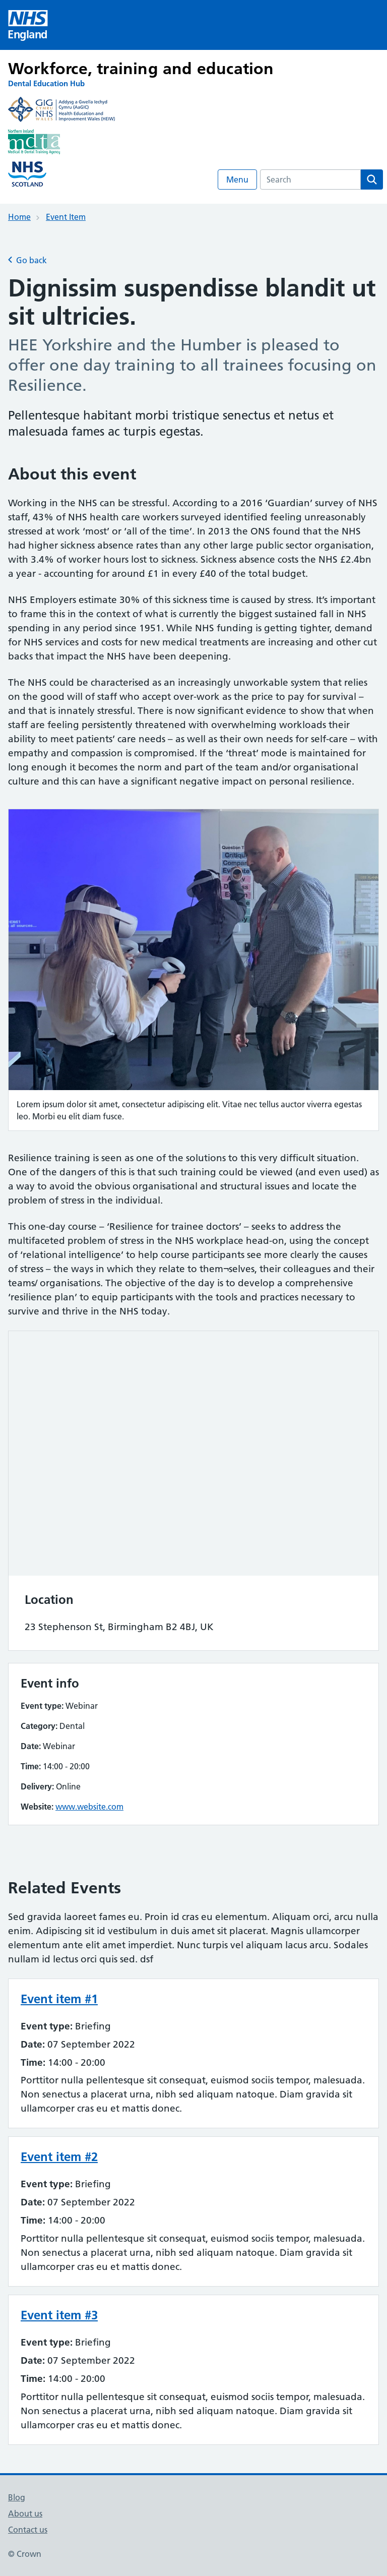 NHS
England
Workforce, training and education
Dental Education Hub
GIG
CYMRU
NHS
WALES
Addysg a Gwella Iechyd
Cymru (AaGIC)
Health Education and
Improvement Wales (HEIW)
Northern Ireland
mdta
Medical & Dental Training Agency
NHS
SCOTLAND
Menu
Search
Home
Event Item
Go back
Dignissim suspendisse blandit ut
sit ultricies.
HEE Yorkshire and the Humber is pleased to
offer one day training to all trainees focusing on
Resilience.
Pellentesque habitant morbi tristique senectus et netus et
malesuada fames ac turpis egestas.
About this event
Working in the NHS can be stressful. According to a 2016 ‘Guardian’ survey of NHS
staff, 43% of NHS health care workers surveyed identified feeling unreasonably
stressed at work ‘most’ or ‘all of the time’. In 2013 the ONS found that the NHS
had higher sickness absence rates than any other large public sector organisation,
with 3.4% of worker hours lost to sickness. Sickness absence costs the NHS £2.4bn
a year - accounting for around £1 in every £40 of the total budget.
NHS Employers estimate 30% of this sickness time is caused by stress. It’s important
to frame this in the context of what is currently the biggest sustained fall in NHS
spending in any period since 1951. While NHS funding is getting tighter, demand
for NHS services and costs for new medical treatments are increasing and other cut
backs that impact the NHS have been deepening.
The NHS could be characterised as an increasingly unworkable system that relies
on the good will of staff who accept over-work as the price to pay for survival –
and that is innately stressful. There is now significant evidence to show that when
staff are feeling persistently threatened with overwhelming workloads their
ability to meet patients’ care needs – as well as their own needs for self-care – with
empathy and compassion is compromised. If the ‘threat’ mode is maintained for
long enough it becomes the norm and part of the team and/or organisational
culture and this can have a significant negative impact on personal resilience.
Question 1
Critique
Lorem ipsum dolor sit amet, consectetur adipiscing elit. Vitae nec tellus auctor viverra egestas
leo. Morbi eu elit diam fusce.
Resilience training is seen as one of the solutions to this very difficult situation.
One of the dangers of this is that such training could be viewed (and even used) as
a way to avoid the obvious organisational and structural issues and locate the
problem of stress in the individual.
This one-day course – ‘Resilience for trainee doctors’ – seeks to address the
multifaceted problem of stress in the NHS workplace head-on, using the concept
of ‘relational intelligence’ to help course participants see more clearly the causes
of stress – the ways in which they relate to them¬selves, their colleagues and their
teams/ organisations. The objective of the day is to develop a comprehensive
‘resilience plan’ to equip participants with the tools and practices necessary to
survive and thrive in the NHS today.
Location
23 Stephenson St, Birmingham B2 4BJ, UK
Event info
Event type: Webinar
Category: Dental
Date: Webinar
Time: 14:00 - 20:00
Delivery: Online
Website: www.website.com
Related Events
Sed gravida laoreet fames eu. Proin id cras eu elementum. Aliquam orci, arcu nulla
enim. Adipiscing sit id vestibulum in duis amet sit placerat. Magnis ullamcorper
elementum ante elit amet imperdiet. Nunc turpis vel aliquam lacus arcu. Sodales
nullam id lectus orci quis sed. dsf
Event item #1
Event type: Briefing
Date: 07 September 2022
Time: 14:00 - 20:00
Porttitor nulla pellentesque sit consequat, euismod sociis tempor, malesuada.
Non senectus a placerat urna, nibh sed aliquam natoque. Diam gravida sit
ullamcorper cras eu et mattis donec.
Event item #2
Event type: Briefing
Date: 07 September 2022
Time: 14:00 - 20:00
Porttitor nulla pellentesque sit consequat, euismod sociis tempor, malesuada.
Non senectus a placerat urna, nibh sed aliquam natoque. Diam gravida sit
ullamcorper cras eu et mattis donec.
Event item #3
Event type: Briefing
Date: 07 September 2022
Time: 14:00 - 20:00
Porttitor nulla pellentesque sit consequat, euismod sociis tempor, malesuada.
Non senectus a placerat urna, nibh sed aliquam natoque. Diam gravida sit
ullamcorper cras eu et mattis donec.
Blog
About us
Contact us
© Crown